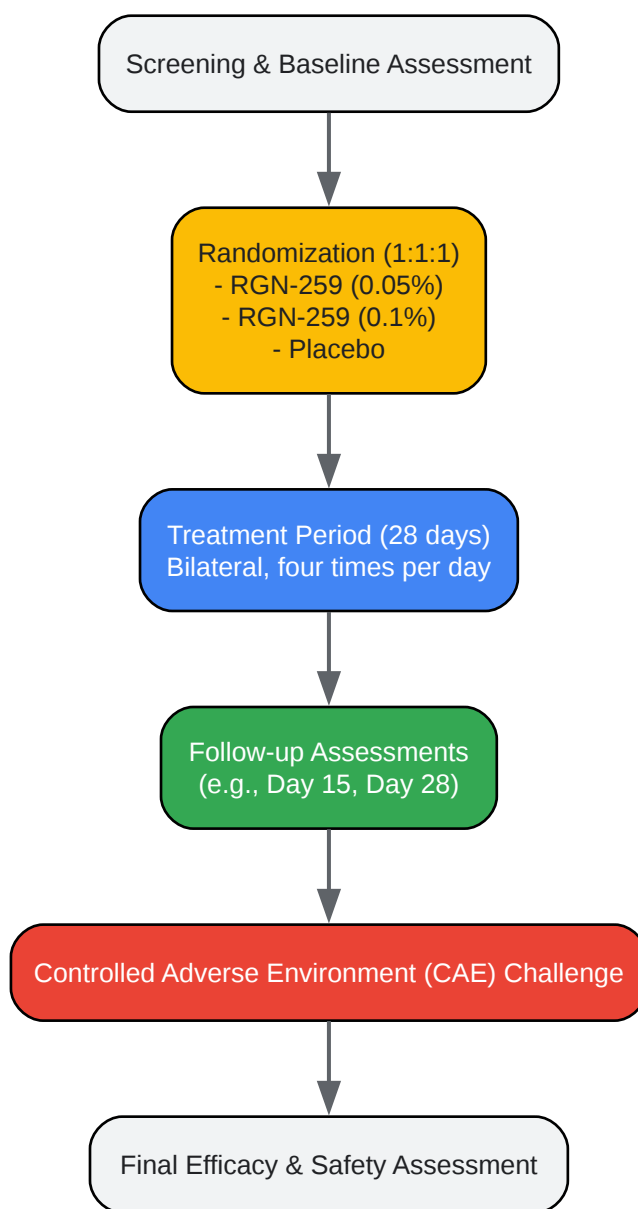 Screening & Baseline Assessment
Randomization (1:1:1)
- RGN-259 (0.05%)
- RGN-259 (0.1%)
- Placebo
Treatment Period (28 days)
Bilateral, four times per day
Follow-up Assessments
(e.g., Day 15, Day 28)
Controlled Adverse Environment (CAE) Challenge
Final Efficacy & Safety Assessment